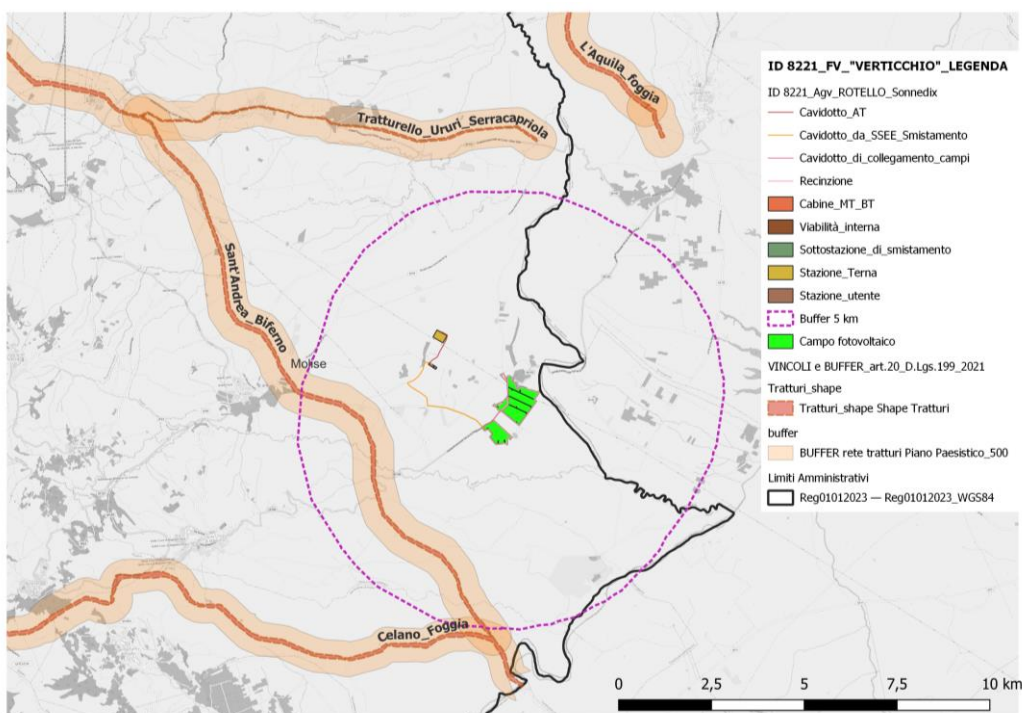 L'Aquila_foggia
Tratturello_Ururi_Serracapriola
Sant'Andrea_Biferno
Molise
Celano_Foggia
ID 8221_FV_"VERTICCHIO"_LEGENDA
ID 8221_Agv_ROTELLO_Sonnedix
Cavidotto_AT
Cavidotto_da_SSEE_Smistamento
Cavidotto_di_collegamento_campi
Recinzione
Cabine_MT_BT
Viabilità_interna
Sottostazione_di_smistamento
Stazione_Terna
Stazione_utente
Buffer 5 km
Campo fotovoltaico
VINCOLI e BUFFER_art.20_D.Lgs.199_2021
Tratturi_shape
Tratturi_shape Shape Tratturi
buffer
BUFFER rete tratturi Piano Paesistico_500
Limiti Amministrativi
Reg01012023 — Reg01012023_WGS84
0 2,5 5 7,5 10 km